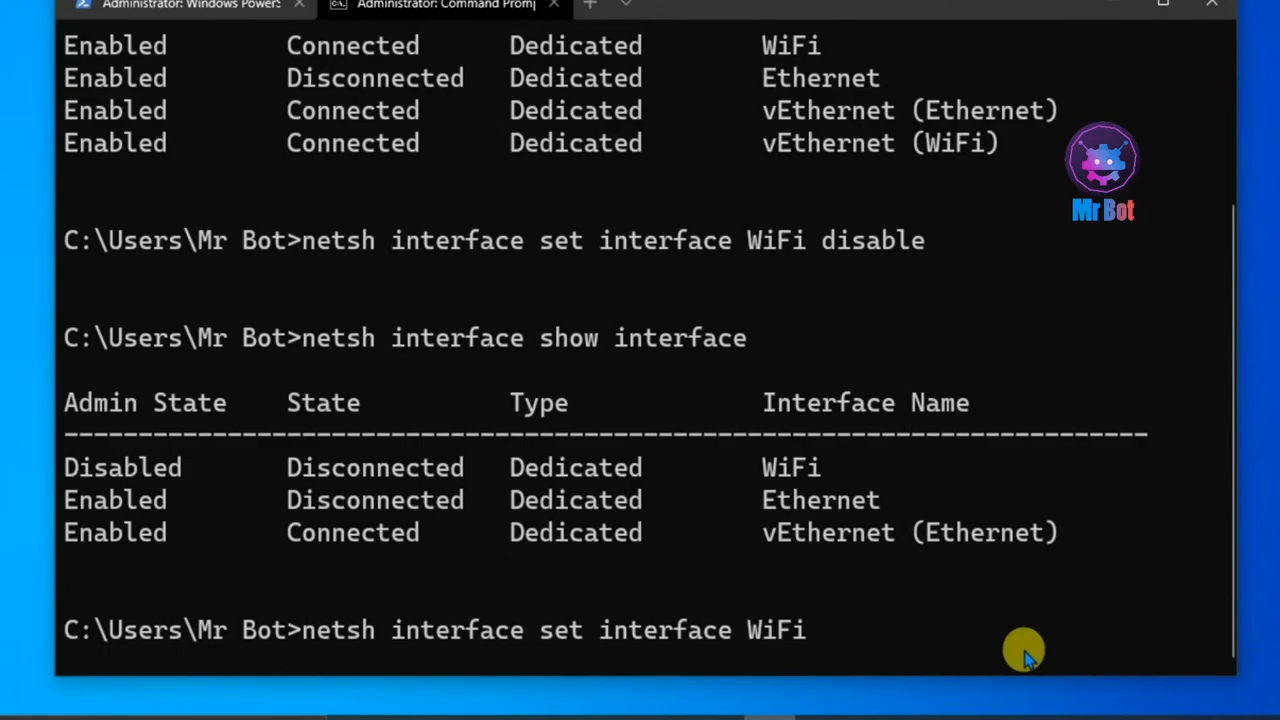 Administrator: Windows PowerS
Administrator: Command Promp
Enabled Connected Dedicated WiFi
Enabled Disconnected Dedicated Ethernet
Enabled Connected Dedicated vEthernet (Ethernet)
Enabled Connected Dedicated vEthernet (WiFi)
Mr Bot
C:\Users\Mr Bot>netsh interface set interface WiFi disable
C:\Users\Mr Bot>netsh interface show interface
Admin State State Type Interface Name
-------------------------------------------------------------------------
Disabled Disconnected Dedicated WiFi
Enabled Disconnected Dedicated Ethernet
Enabled Connected Dedicated vEthernet (Ethernet)
C:\Users\Mr Bot>netsh interface set interface WiFi